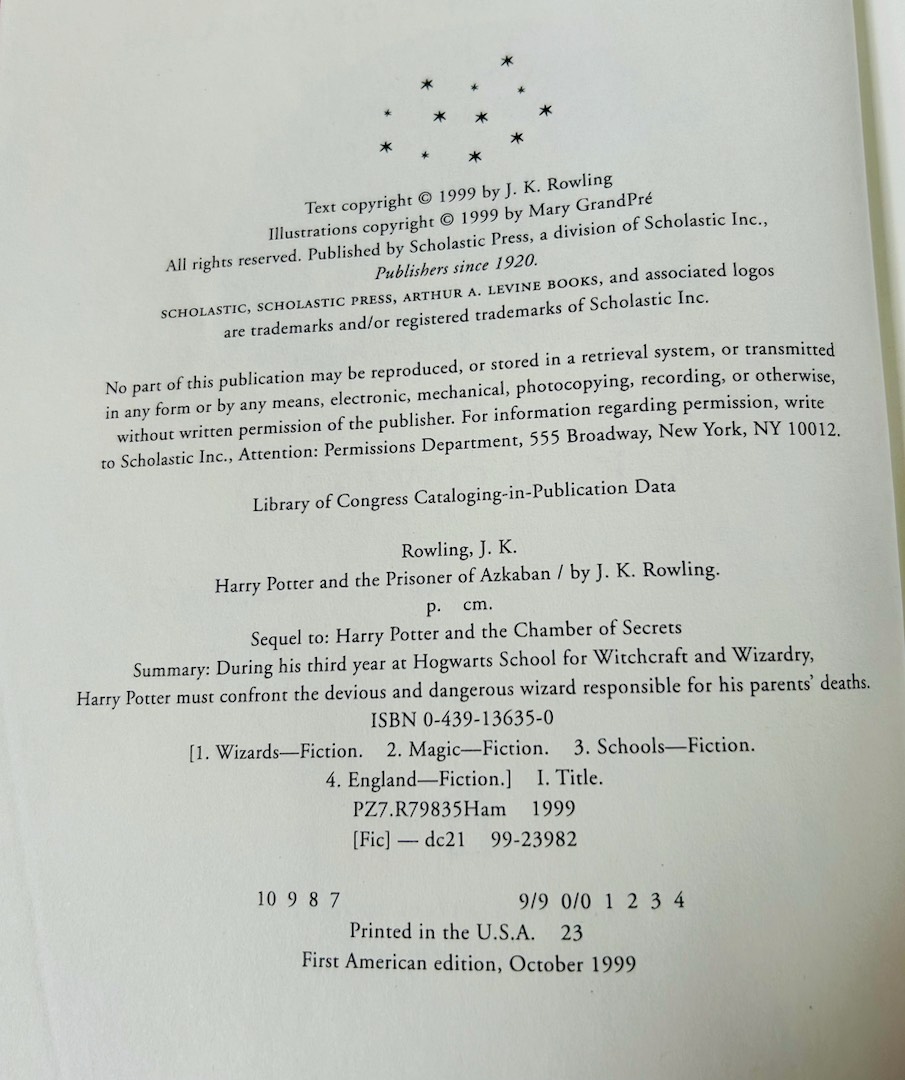 Text copyright © 1999 by J. K. Rowling
Illustrations copyright © 1999 by Mary GrandPré
All rights reserved. Published by Scholastic Press, a division of Scholastic Inc.,
Publishers since 1920.
SCHOLASTIC, SCHOLASTIC PRESS, ARTHUR A. LEVINE BOOKS, and associated logos
are trademarks and/or registered trademarks of Scholastic Inc.
No part of this publication may be reproduced, or stored in a retrieval system, or transmitted
in any form or by any means, electronic, mechanical, photocopying, recording, or otherwise,
without written permission of the publisher. For information regarding permission, write
to Scholastic Inc., Attention: Permissions Department, 555 Broadway, New York, NY 10012.
Library of Congress Cataloging-in-Publication Data
Rowling, J. K.
Harry Potter and the Prisoner of Azkaban / by J. K. Rowling.
p. cm.
Sequel to: Harry Potter and the Chamber of Secrets
Summary: During his third year at Hogwarts School for Witchcraft and Wizardry,
Harry Potter must confront the devious and dangerous wizard responsible for his parents' deaths.
ISBN 0-439-13635-0
[1. Wizards—Fiction. 2. Magic—Fiction. 3. Schools—Fiction.
4. England—Fiction.] I. Title.
PZ7.R79835Ham 1999
[Fic] — dc21 99-23982
10 9 8 7 9/9 0/0 1 2 3 4
Printed in the U.S.A. 23
First American edition, October 1999